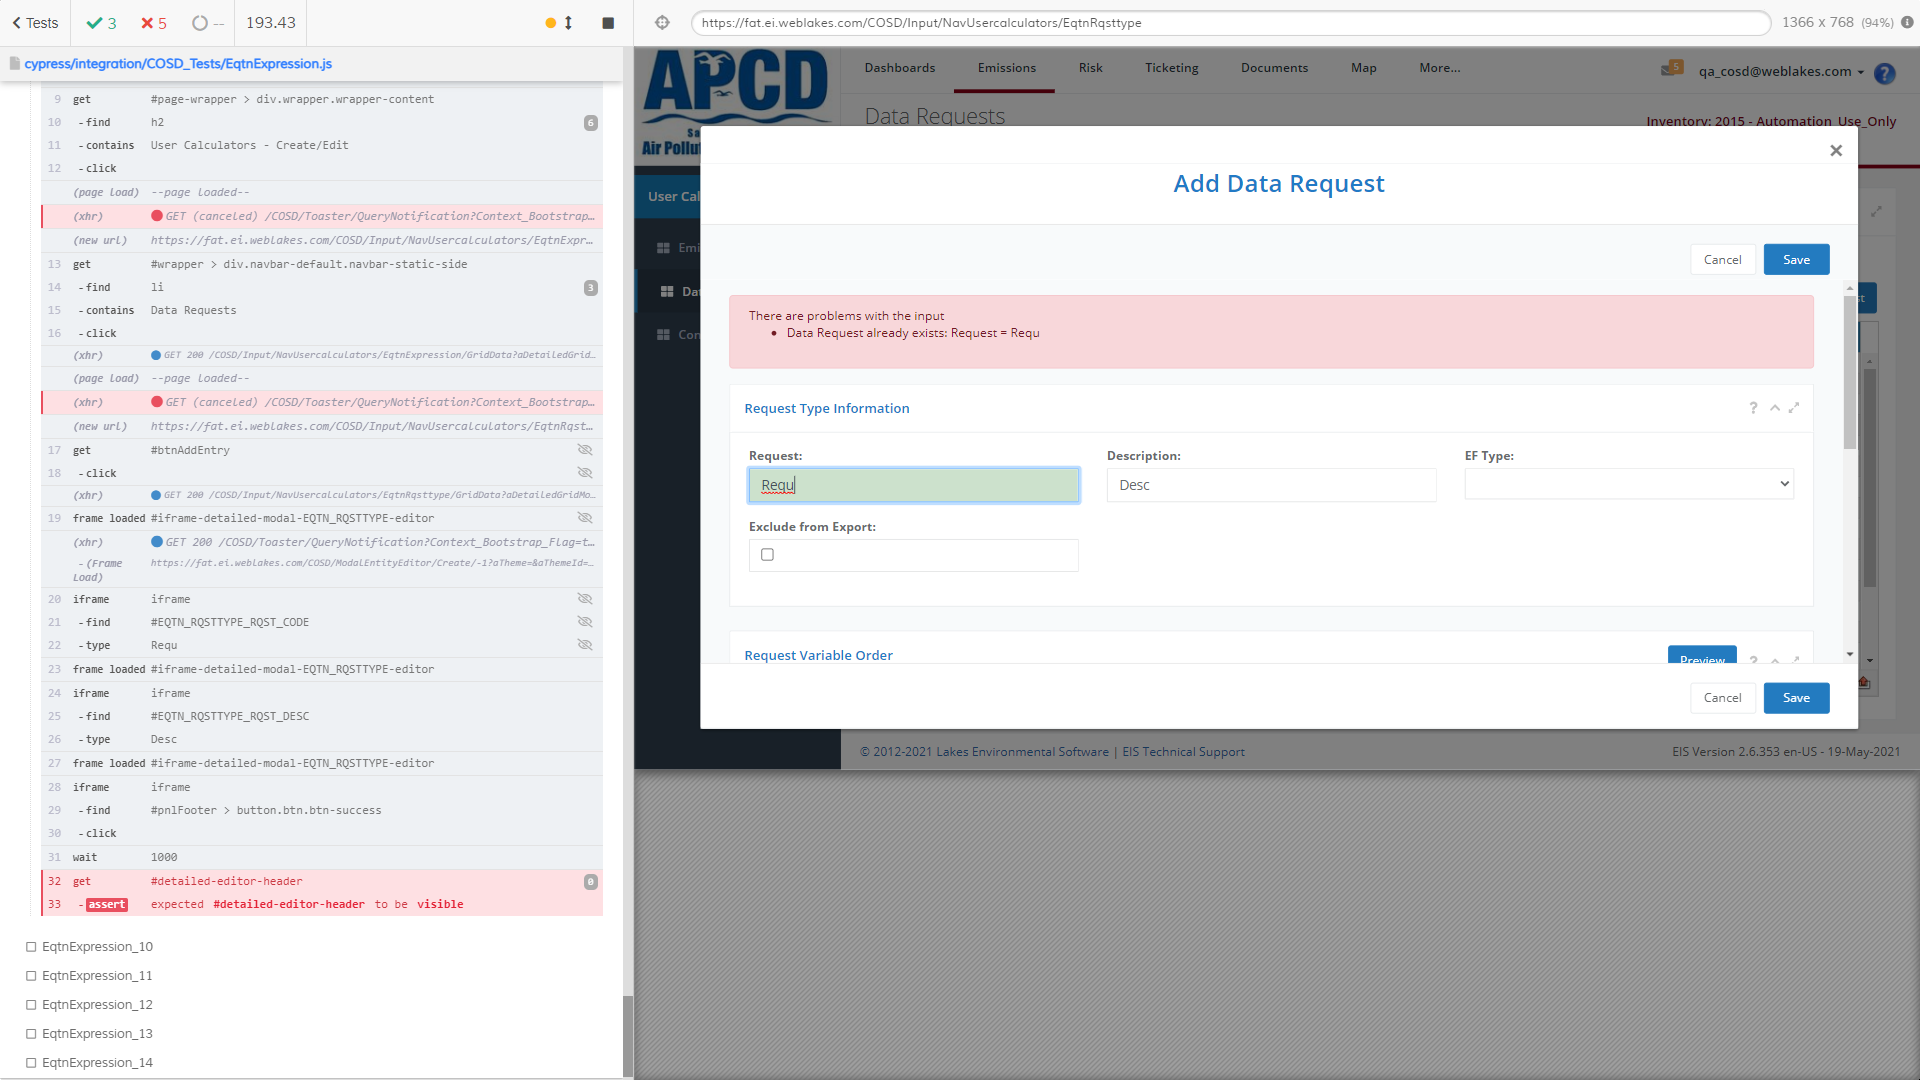 Tests
3
5
--
193.43
https://fat.ei.weblakes.com/COSD/Input/NavUsercalculators/EqtnRqsttype
1366 x 768 (94%)
cypress/integration/COSD_Tests/EqtnExpression.js
9 get #page-wrapper > div.wrapper.wrapper-content
10 -find h2 6
11 -contains User Calculators - Create/Edit
12 -click
(page load) --page loaded--
(xhr) GET (canceled) /COSD/Toaster/QueryNotification?Context_Bootstrap...
(new url) https://fat.ei.weblakes.com/COSD/Input/NavUsercalculators/EqtnExpr...
13 get #wrapper > div.navbar-default.navbar-static-side
14 -find li 3
15 -contains Data Requests
16 -click
(xhr) GET 200 /COSD/Input/NavUsercalculators/EqtnExpression/GridData?aDetailedGrid...
(page load) --page loaded--
(xhr) GET (canceled) /COSD/Toaster/QueryNotification?Context_Bootstrap...
(new url) https://fat.ei.weblakes.com/COSD/Input/NavUsercalculators/EqtnRqst...
17 get #btnAddEntry
18 -click
(xhr) GET 200 /COSD/Input/NavUsercalculators/EqtnRqsttype/GridData?aDetailedGridMo...
19 frame loaded #iframe-detailed-modal-EQTN_RQSTTYPE-editor
(xhr) GET 200 /COSD/Toaster/QueryNotification?Context_Bootstrap_Flag=t...
-(Frame Load) https://fat.ei.weblakes.com/COSD/ModalEntityEditor/Create/-1?aTheme=&aThemeId=...
20 iframe iframe
21 -find #EQTN_RQSTTYPE_RQST_CODE
22 -type Requ
23 frame loaded #iframe-detailed-modal-EQTN_RQSTTYPE-editor
24 iframe iframe
25 -find #EQTN_RQSTTYPE_RQST_DESC
26 -type Desc
27 frame loaded #iframe-detailed-modal-EQTN_RQSTTYPE-editor
28 iframe iframe
29 -find #pnlFooter > button.btn.btn-success
30 -click
31 wait 1000
32 get #detailed-editor-header 0
33 -assert expected #detailed-editor-header to be visible
EqtnExpression_10
EqtnExpression_11
EqtnExpression_12
EqtnExpression_13
EqtnExpression_14
APCD
Sa
Air Pollu
Dashboards
Emissions
Risk
Ticketing
Documents
Map
More...
5
qa_cosd@weblakes.com
?
Data Requests
Inventory: 2015 - Automation_Use_Only
User Cal
Emi
Dat
Con
×
Add Data Request
Cancel
Save
st
There are problems with the input
• Data Request already exists: Request = Requ
Request Type Information
?
Request:
Description:
EF Type:
Requ
Desc
Exclude from Export:
Request Variable Order
Preview
?
Cancel
Save
© 2012-2021 Lakes Environmental Software | EIS Technical Support
EIS Version 2.6.353 en-US - 19-May-2021